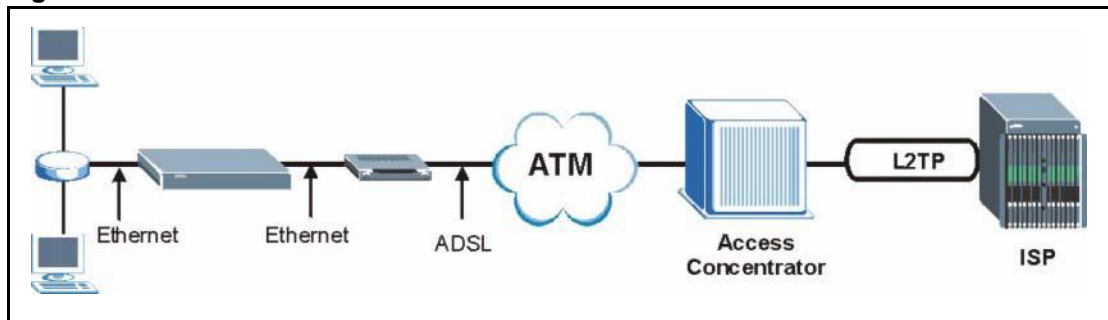 ATM
L2TP
Ethernet
Ethernet
ADSL
Access
Concentrator
ISP